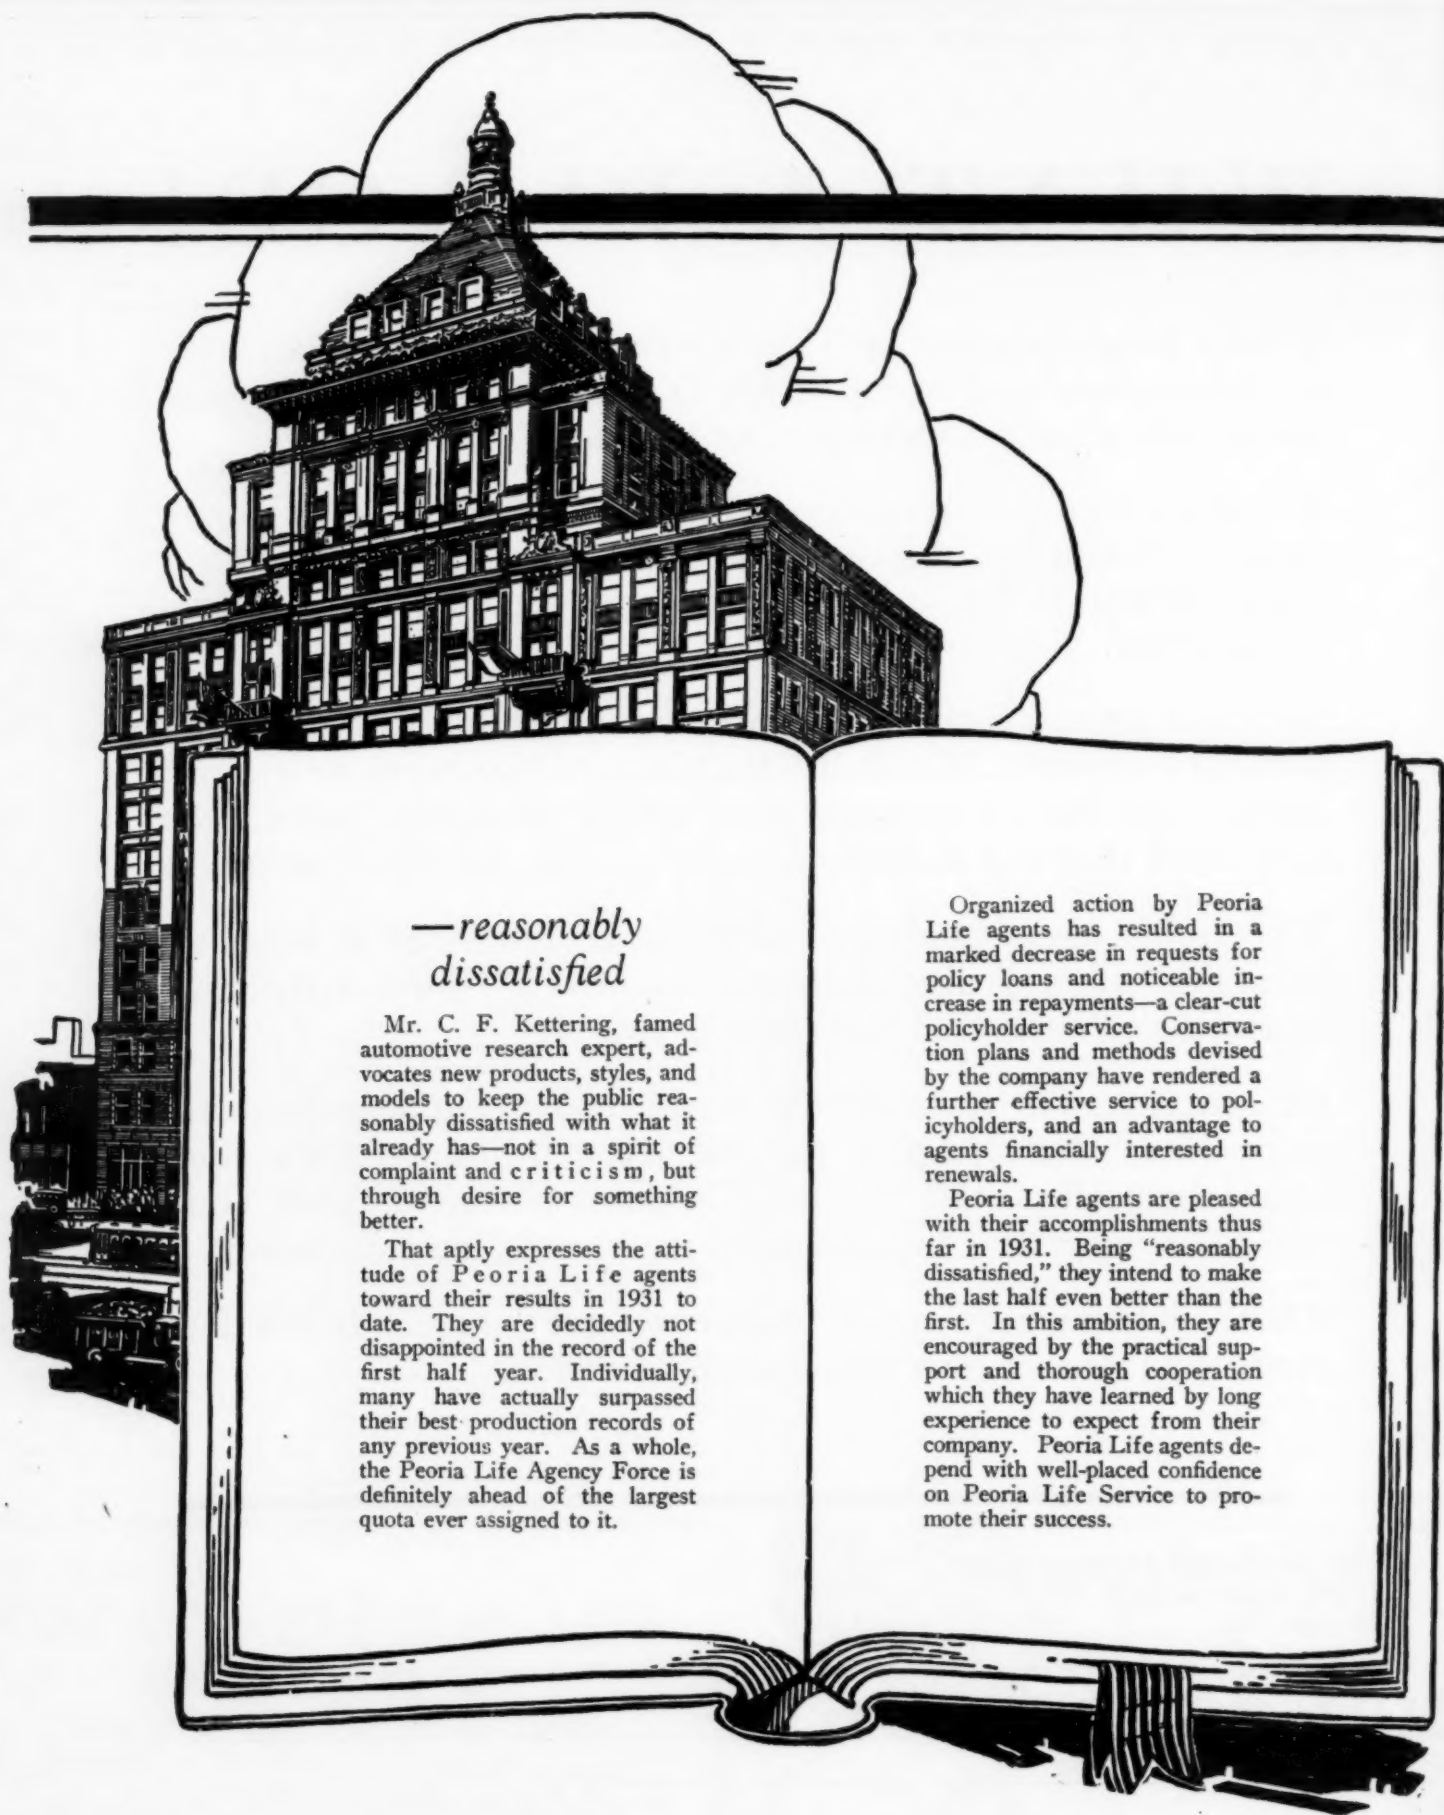 —reasonably
dissatisfied
Mr. C. F. Kettering, famed
automotive research expert, ad-
vocates new products, styles, and
models to keep the public rea-
sonably dissatisfied with what it
already has—not in a spirit of
complaint and criticism, but
through desire for something
better.
That aptly expresses the atti-
tude of Peoria Life agents
toward their results in 1931 to
date. They are decidedly not
disappointed in the record of the
first half year. Individually,
many have actually surpassed
their best production records of
any previous year. As a whole,
the Peoria Life Agency Force is
definitely ahead of the largest
quota ever assigned to it.
Organized action by Peoria
Life agents has resulted in a
marked decrease in requests for
policy loans and noticeable in-
crease in repayments—a clear-cut
policyholder service. Conserva-
tion plans and methods devised
by the company have rendered a
further effective service to pol-
icyholders, and an advantage to
agents financially interested in
renewals.
Peoria Life agents are pleased
with their accomplishments thus
far in 1931. Being “reasonably
dissatisfied,” they intend to make
the last half even better than the
first. In this ambition, they are
encouraged by the practical sup-
port and thorough cooperation
which they have learned by long
experience to expect from their
company. Peoria Life agents de-
pend with well-placed confidence
on Peoria Life Service to pro-
mote their success.